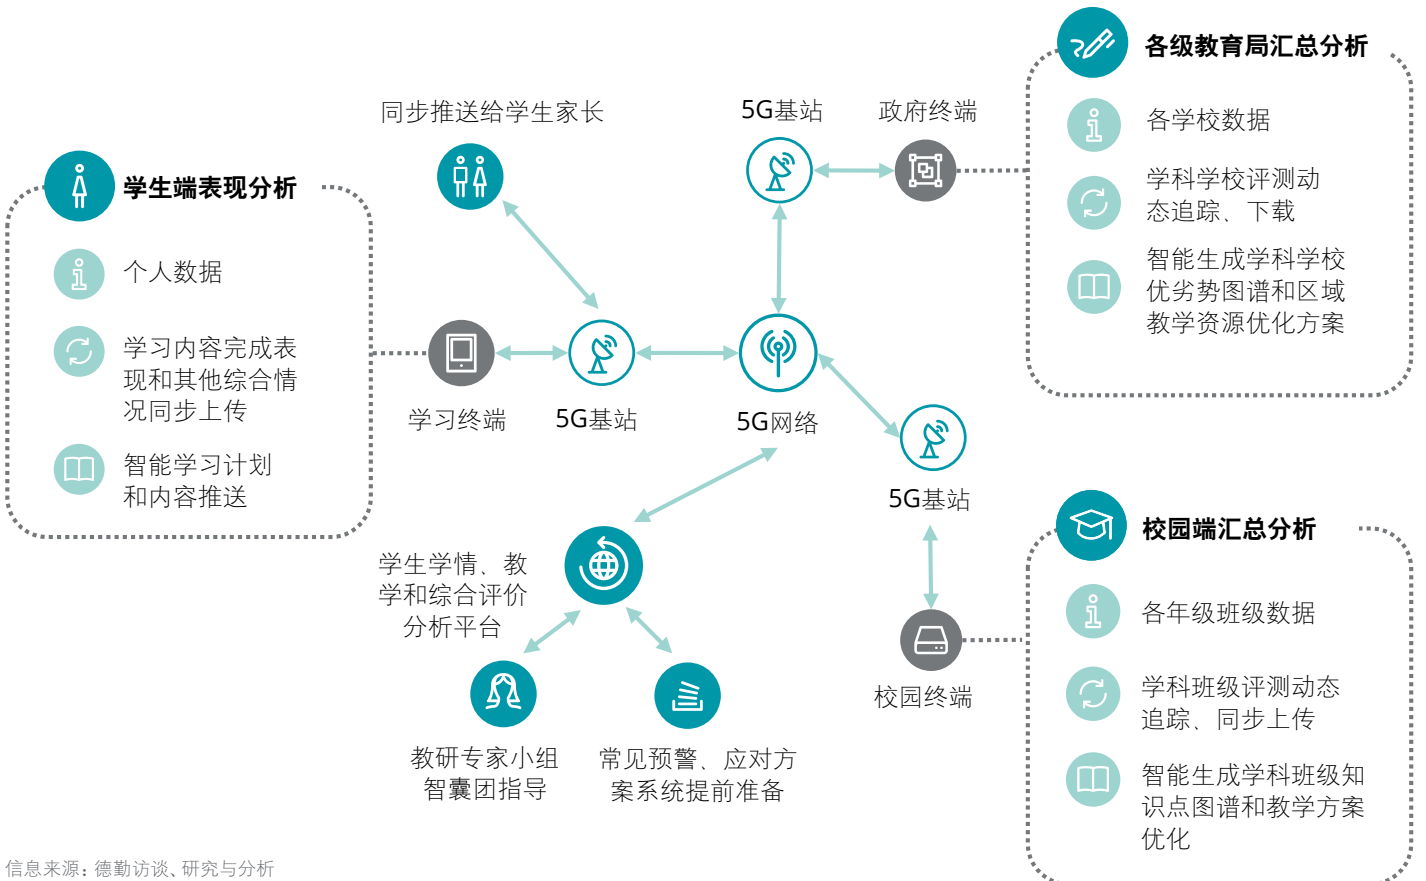 学生端表现分析
个人数据
学习内容完成表
现和其他综合情
况同步上传
智能学习计划
和内容推送
同步推送给学生家长
学习终端
5G基站
5G网络
5G基站
政府终端
5G基站
校园终端
学生学情、教
学和综合评价
分析平台
教研专家小组
智囊团指导
常见预警、应对方
案系统提前准备
各级教育局汇总分析
各学校数据
学科学校评测动
态追踪、下载
智能生成学科学校
优劣势图谱和区域
教学资源优化方案
校园端汇总分析
各年级班级数据
学科班级评测动态
追踪、同步上传
智能生成学科班级知
识点图谱和教学方案
优化
信息来源：德勤访谈、研究与分析